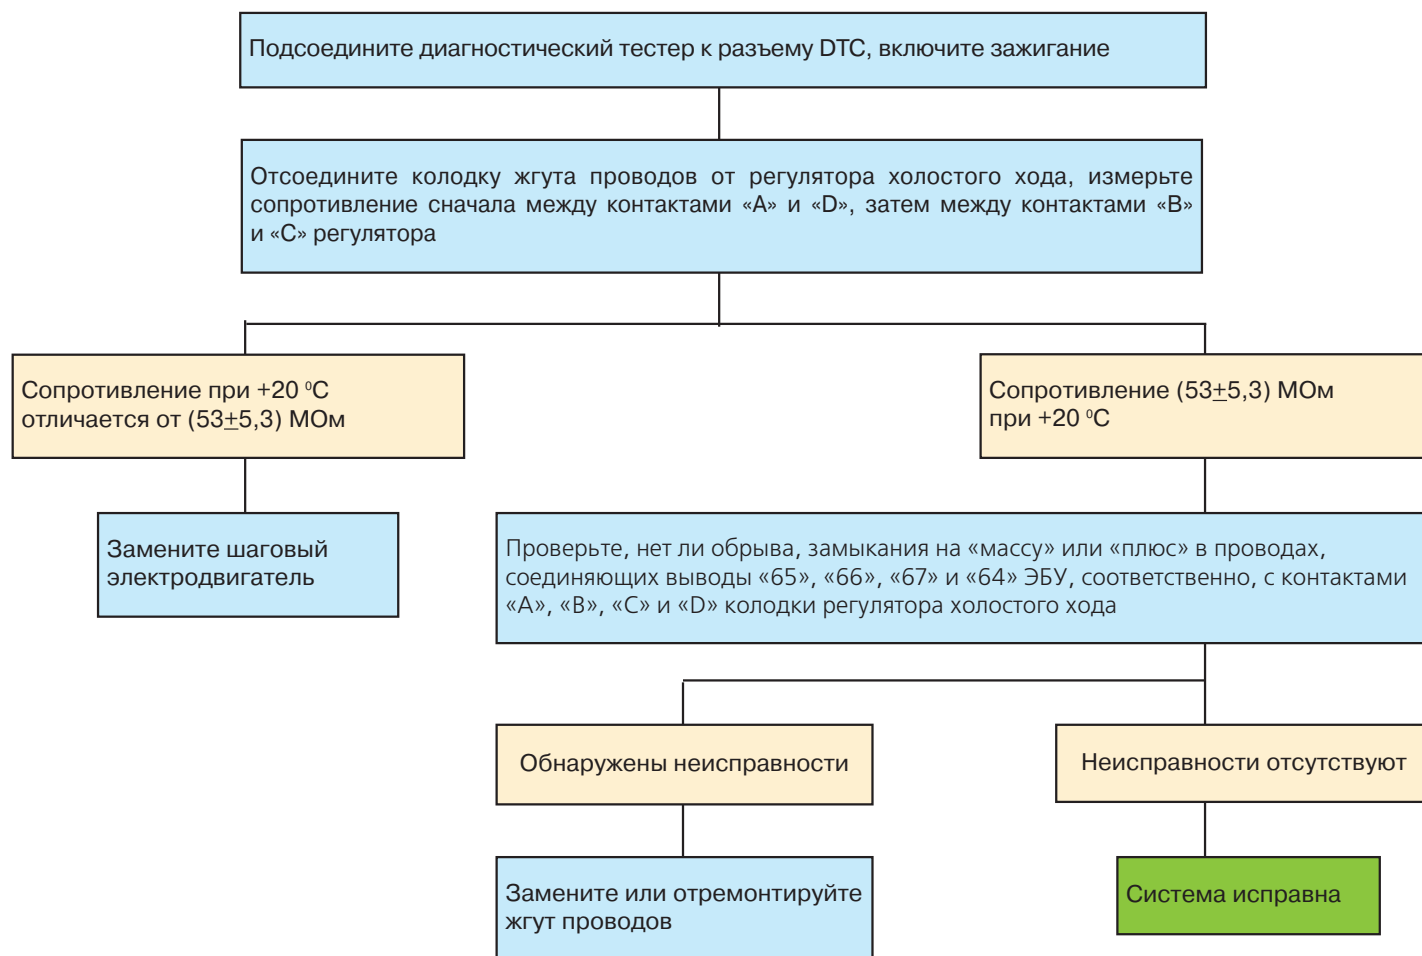 Подсоедините диагностический тестер к разъему DTC, включите зажигание
Отсоедините колодку жгута проводов от регулятора холостого хода, измерьте
сопротивление сначала между контактами «A» и «D», затем между контактами «B»
и «C» регулятора
Сопротивление при +20 ⁰C
отличается от (53±5,3) МОм
Сопротивление (53±5,3) МОм
при +20 ⁰C
Замените шаговый
электродвигатель
Проверьте, нет ли обрыва, замыкания на «массу» или «плюс» в проводах,
соединяющих выводы «65», «66», «67» и «64» ЭБУ, соответственно, с контактами
«A», «B», «C» и «D» колодки регулятора холостого хода
Обнаружены неисправности
Неисправности отсутствуют
Замените или отремонтируйте
жгут проводов
Система исправна